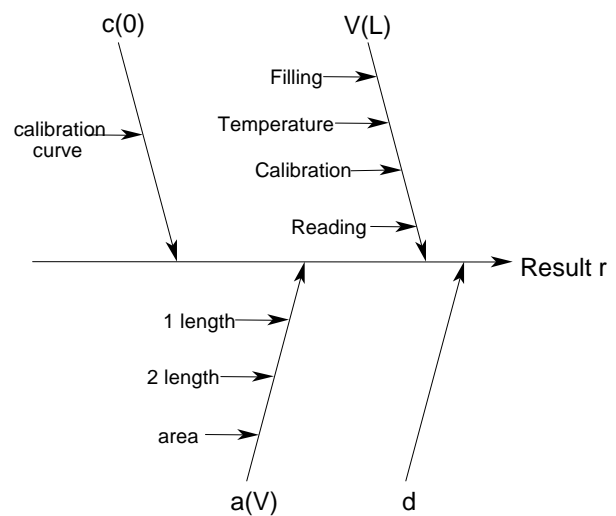 c(0)
V(L)
Filling
Temperature
calibration
curve
Calibration
Reading
Result r
1 length
2 length
area
a(V)
d